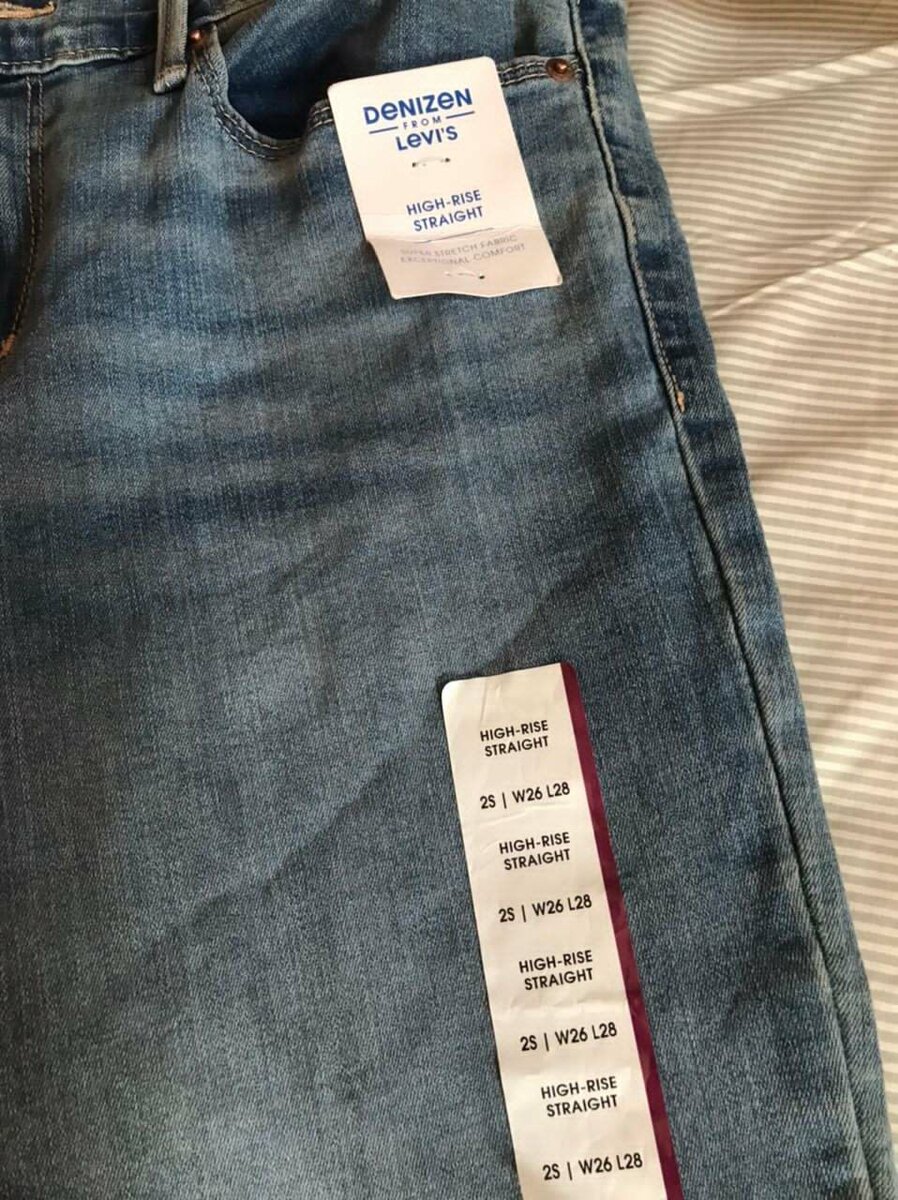 DENIZEN
FROM
LEVI'S
HIGH-RISE
STRAIGHT
SUPER STRETCH FABRIC
EXCEPTIONAL COMFORT
HIGH-RISE
STRAIGHT
2S | W26 L28
HIGH-RISE
STRAIGHT
2S | W26 L28
HIGH-RISE
STRAIGHT
2S | W26 L28
HIGH-RISE
STRAIGHT
2S | W26 L28